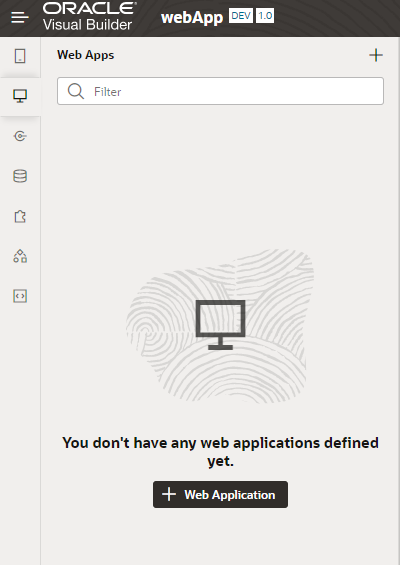 ORACLE®
Visual Builder
webApp DEV 1.0
Web Apps
Filter
You don't have any web applications defined
yet.
Web Application